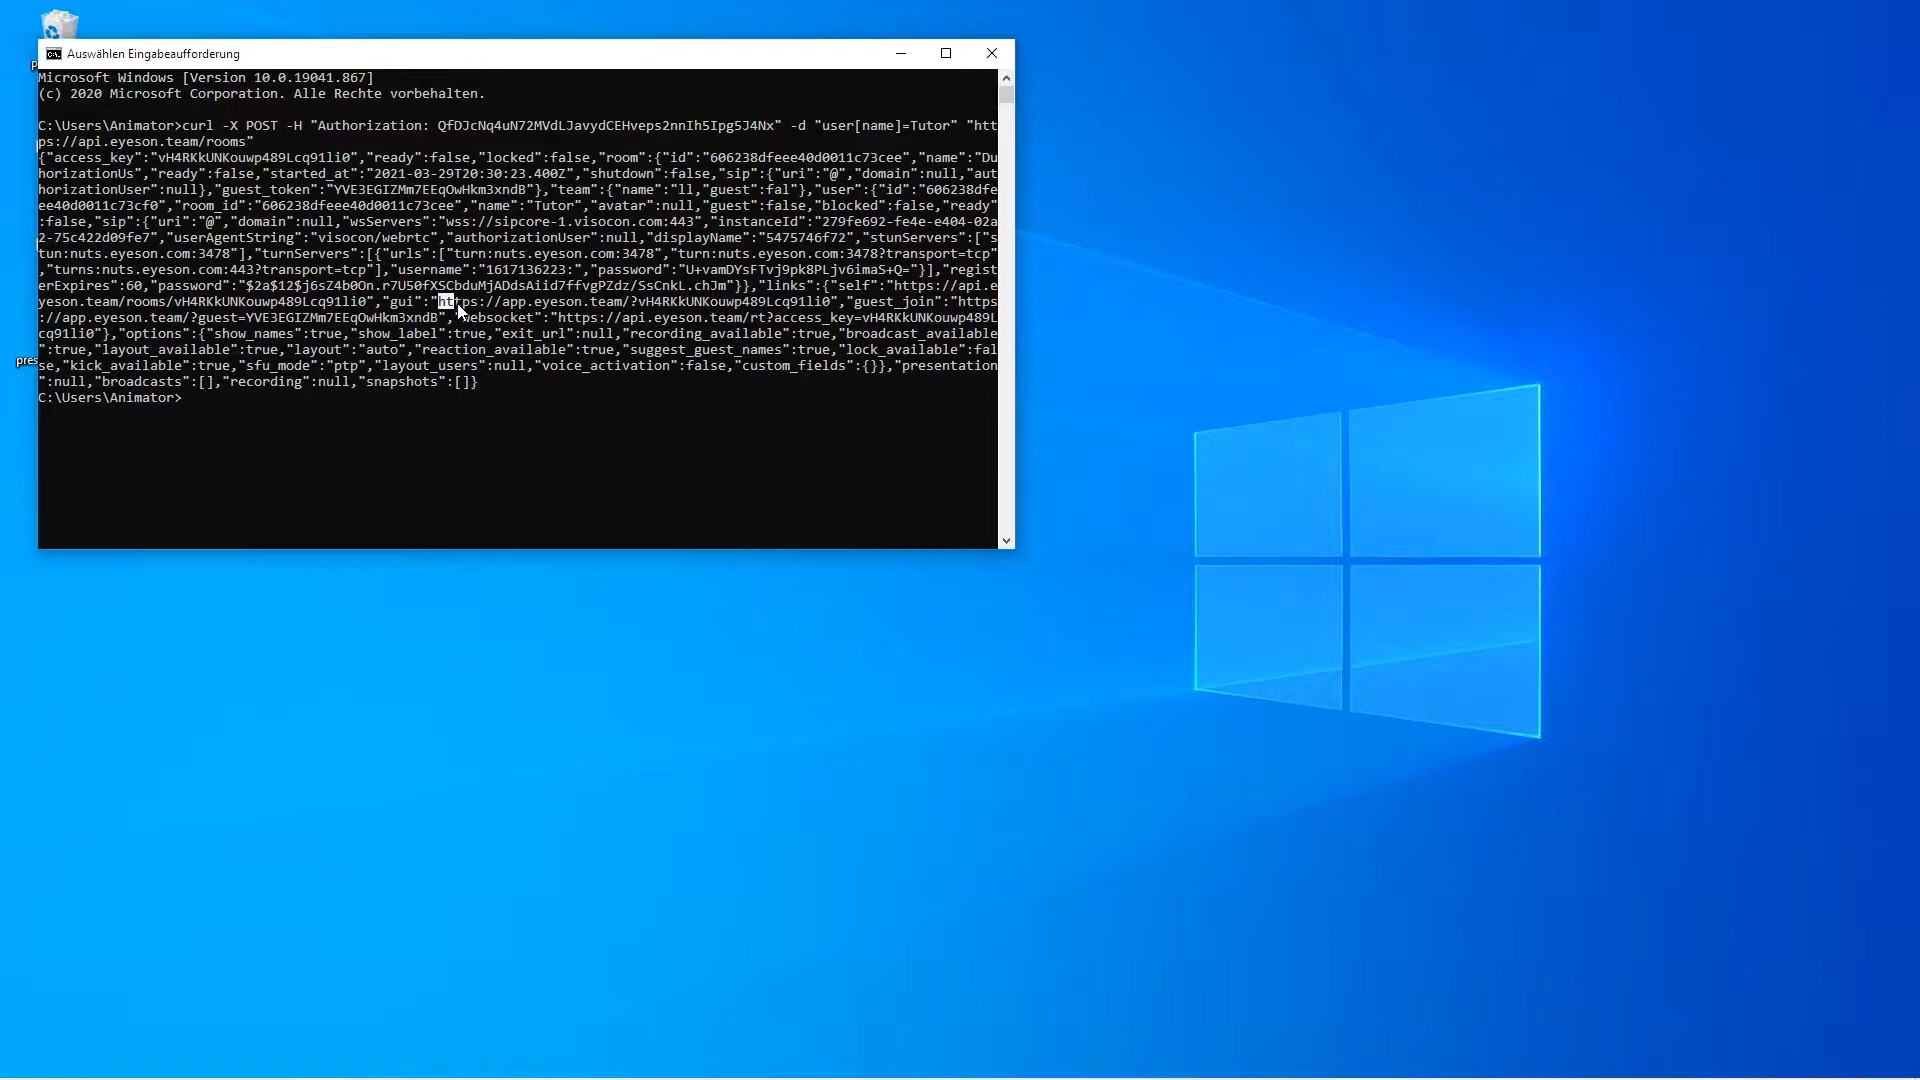 Auswählen Eingabeaufforderung
Microsoft Windows [Version 10.0.19041.867]
(c) 2020 Microsoft Corporation. Alle Rechte vorbehalten.
C:\Users\Animator>curl -X POST -H "Authorization: QfDJcNq4uN72MVdLJavydCEHveps2nnIh5Ipg5J4Nx" -d "user[name]=Tutor" "htt
ps://api.eyeson.team/rooms"
{"access_key":"vH4RKkUNKouwp489Lcq91li0","ready":false,"locked":false,"room":{"id":"606238dfeee40d0011c73cee","name":"Du
horizationUs","ready":false,"started_at":"2021-03-29T20:30:23.400Z","shutdown":false,"sip":{"uri":"@","domain":null,"aut
horizationUser":null},"guest_token":"YVE3EGIZMm7EEqOwHkm3xndB"},"team":{"name":"ll,"guest":fal"},"user":{"id":"606238dfe
ee40d0011c73cf0","room_id":"606238dfeee40d0011c73cee","name":"Tutor","avatar":null,"guest":false,"blocked":false,"ready"
:false,"sip":{"uri":"@","domain":null,"wsServers":"wss://sipcore-1.visocon.com:443","instanceId":"279fe692-fe4e-e404-02a
2-75c422d09fe7","userAgentString":"visocon/webrtc","authorizationUser":null,"displayName":"5475746f72","stunServers":["s
tun:nuts.eyeson.com:3478"],"turnServers":[{"urls":["turn:nuts.eyeson.com:3478","turn:nuts.eyeson.com:3478?transport=tcp"
,"turns:nuts.eyeson.com:443?transport=tcp"],"username":"1617136223:","password":"U+vamDYsFTvj9pk8PLjv6imaS+Q="}],"regist
erExpires":60,"password":"$2a$12$j6sZ4b0On.r7U50fXSCbduMjADdsAiid7ffvgPZdz/SsCnkL.chJm"}},"links":{"self":"https://api.e
yeson.team/rooms/vH4RKkUNKouwp489Lcq91li0","gui":"https://app.eyeson.team/?vH4RKkUNKouwp489Lcq91li0","guest_join":"https
://app.eyeson.team/?guest=YVE3EGIZMm7EEqOwHkm3xndB","websocket":"https://api.eyeson.team/rt?access_key=vH4RKkUNKouwp489L
cq91li0"},"options":{"show_names":true,"show_label":true,"exit_url":null,"recording_available":true,"broadcast_available
":true,"layout_available":true,"layout":"auto","reaction_available":true,"suggest_guest_names":true,"lock_available":fal
se,"kick_available":true,"sfu_mode":"ptp","layout_users":null,"voice_activation":false,"custom_fields":{}},"presentation
":null,"broadcasts":[],"recording":null,"snapshots":[]}
pres
C:\Users\Animator>